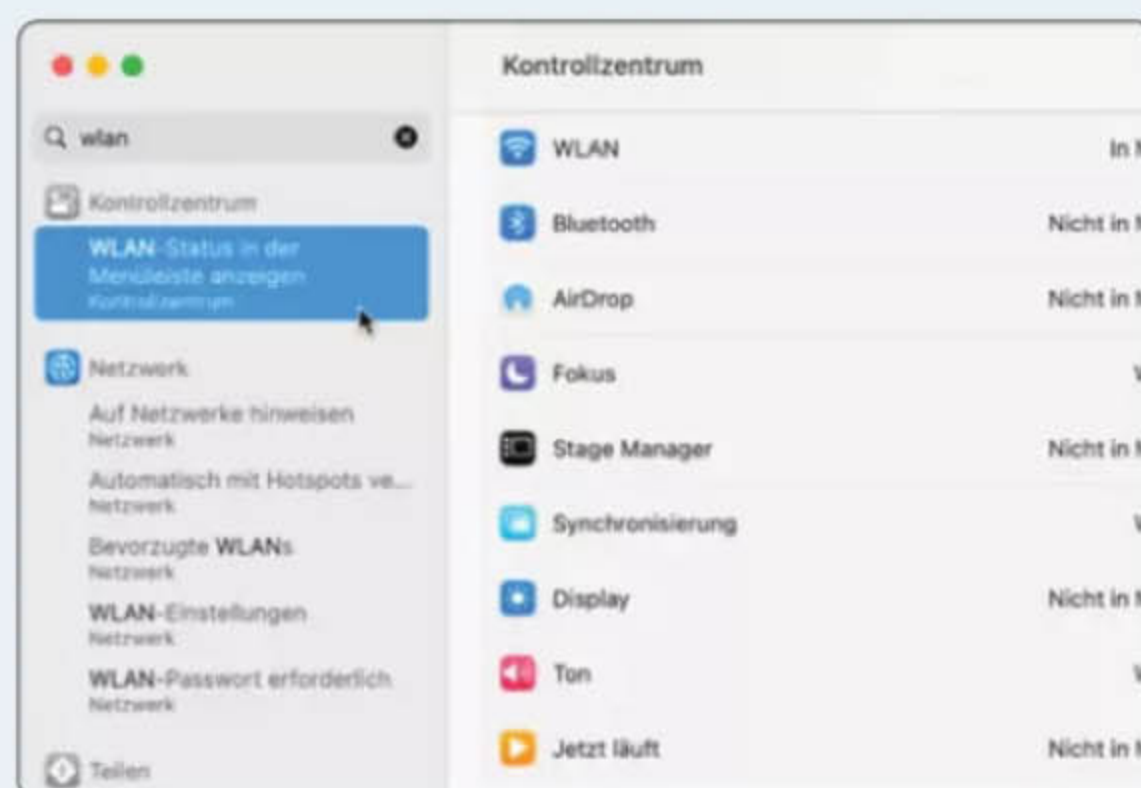 Kontrollzentrum
wlan
Kontrollzentrum
WLAN-Status in der
Menüleiste anzeigen
Kontrollzentrum
Netzwerk
Auf Netzwerke hinweisen
Netzwerk
Automatisch mit Hotspots ve...
Netzwerk
Bevorzugte WLANs
Netzwerk
WLAN-Einstellungen
Netzwerk
WLAN-Passwort erforderlich
Netzwerk
Teilen
WLAN In
Bluetooth Nicht in
AirDrop Nicht in
Fokus
Stage Manager Nicht in
Synchronisierung
Display Nicht in
Ton
Jetzt läuft Nicht in